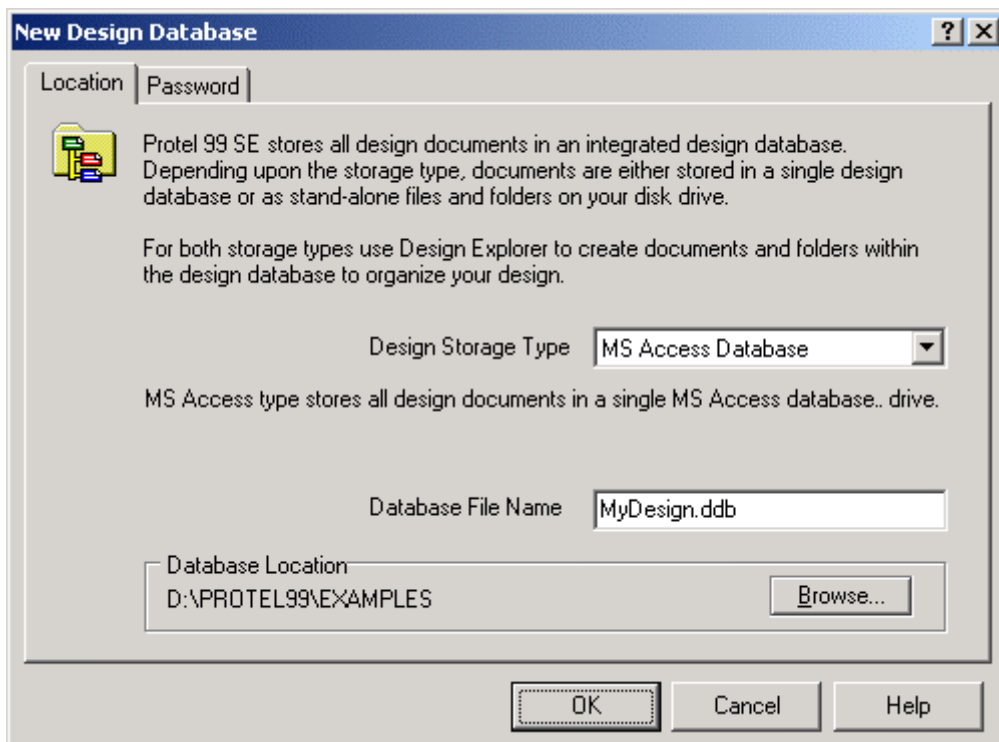 New Design Database
Location
Password
Protel 99 SE stores all design documents in an integrated design database.
Depending upon the storage type, documents are either stored in a single design
database or as stand-alone files and folders on your disk drive.
For both storage types use Design Explorer to create documents and folders within
the design database to organize your design.
Design Storage Type
MS Access Database
MS Access type stores all design documents in a single MS Access database.. drive.
Database File Name
MyDesign.ddb
Database Location
D:\PROTEL99\EXAMPLES
Browse...
OK
Cancel
Help